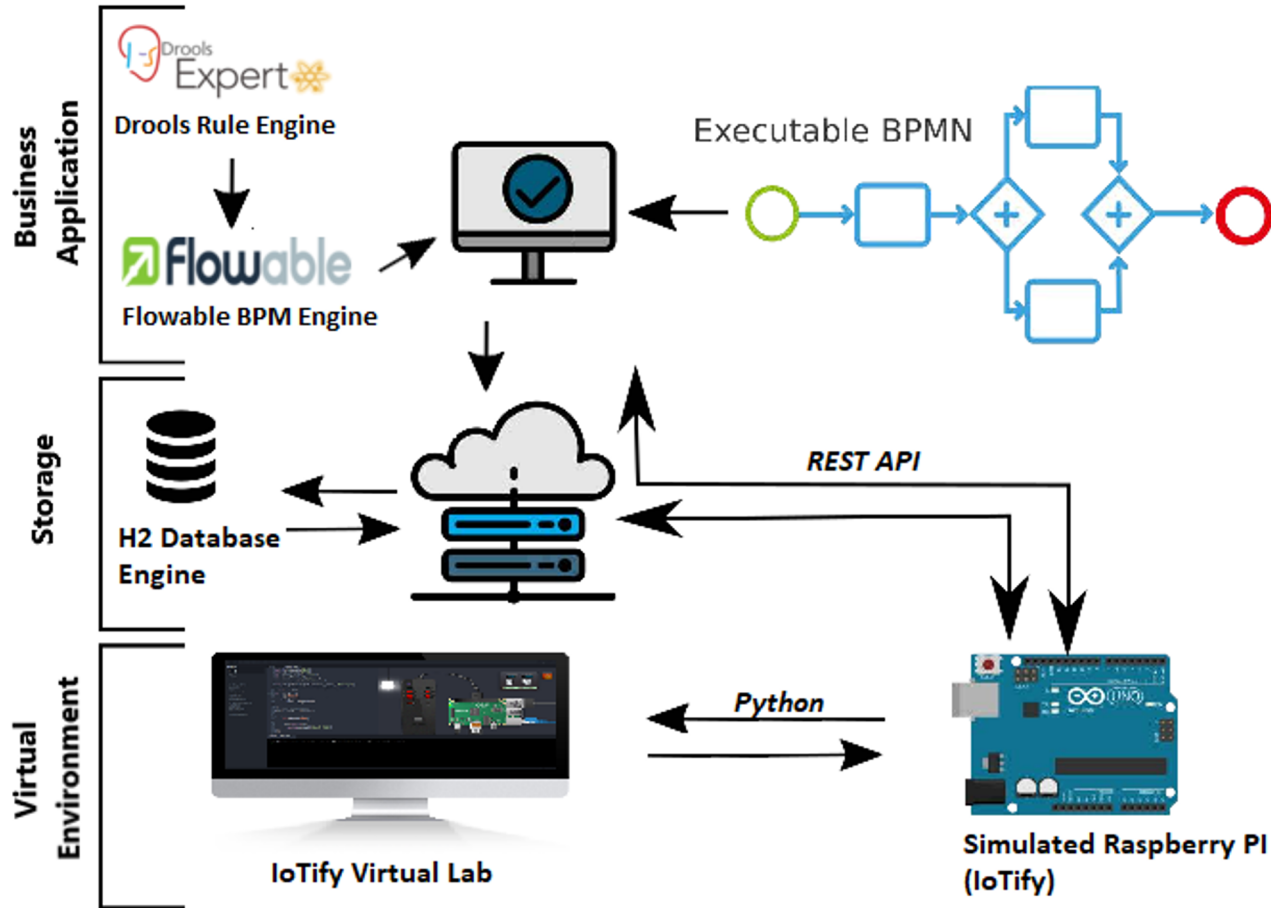 Business
Application
Drools
Expert
Drools Rule Engine
flowable
Flowable BPM Engine
Executable BPMN
Storage
H2 Database
Engine
REST API
Virtual
Environment
IoTify Virtual Lab
Python
UNO
Simulated Raspberry PI
(IoTify)